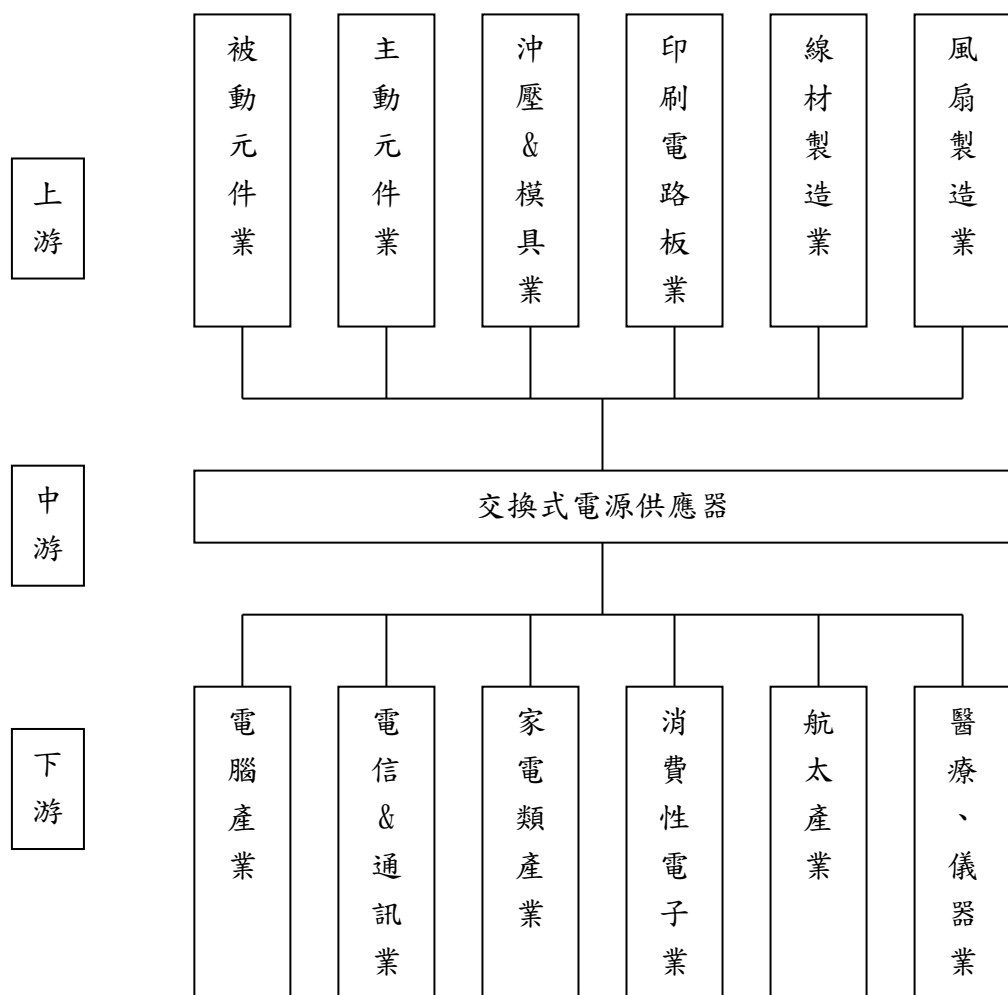 被動元件業
主動元件業
沖壓&模具業
印刷電路板業
線材製造業
風扇製造業
上游
中游
交換式電源供應器
下游
電腦產業
電信&通訊業
家電類產業
消費性電子業
航太產業
醫療、儀器業